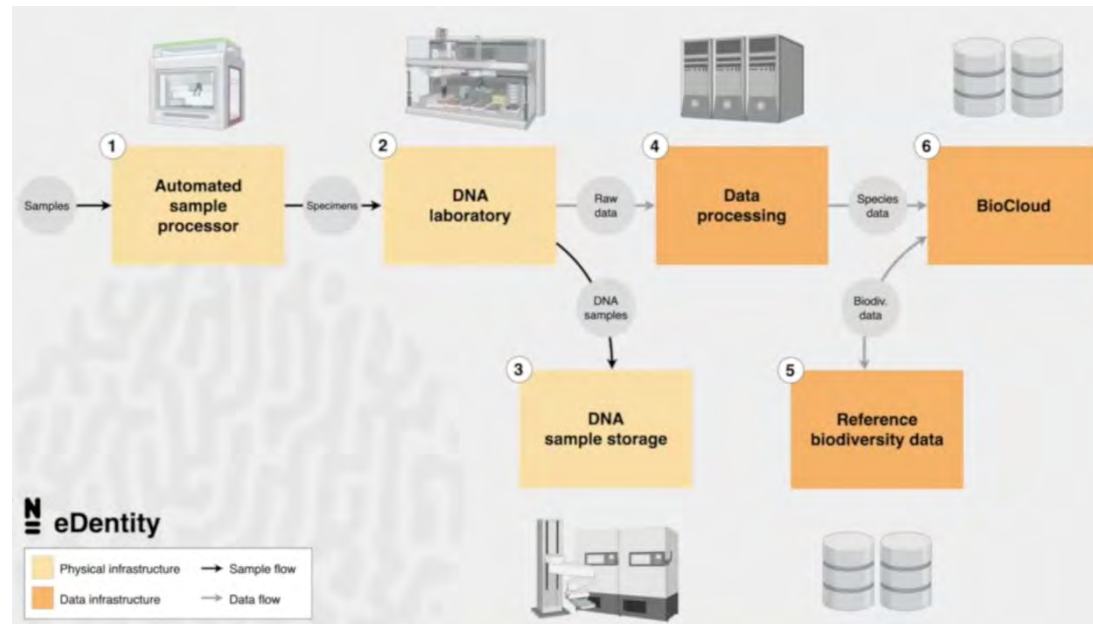 1
Automated
sample
processor
2
DNA
laboratory
4
Data
processing
6
BioCloud
Samples
Specimens
Raw
data
Species
data
DNA
samples
Biodiv.
data
3
DNA
sample storage
5
Reference
biodiversity data
N
eDentity
Physical infrastructure
Sample flow
Data infrastructure
Data flow